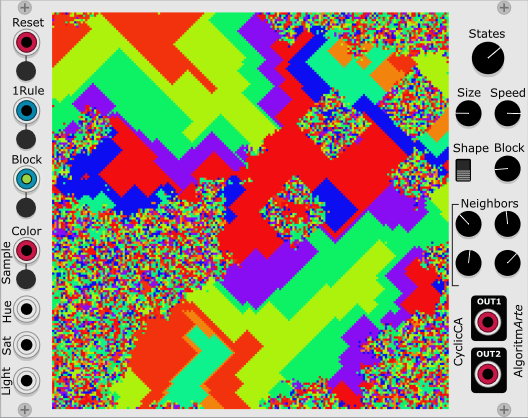 Reset
1Rule
Block
Color
Sample
Hue
Sat
Light
States
Size Speed
Shape Block
Neighbors
OUT1
OUT2
CyclicCA
AlgoritmArte